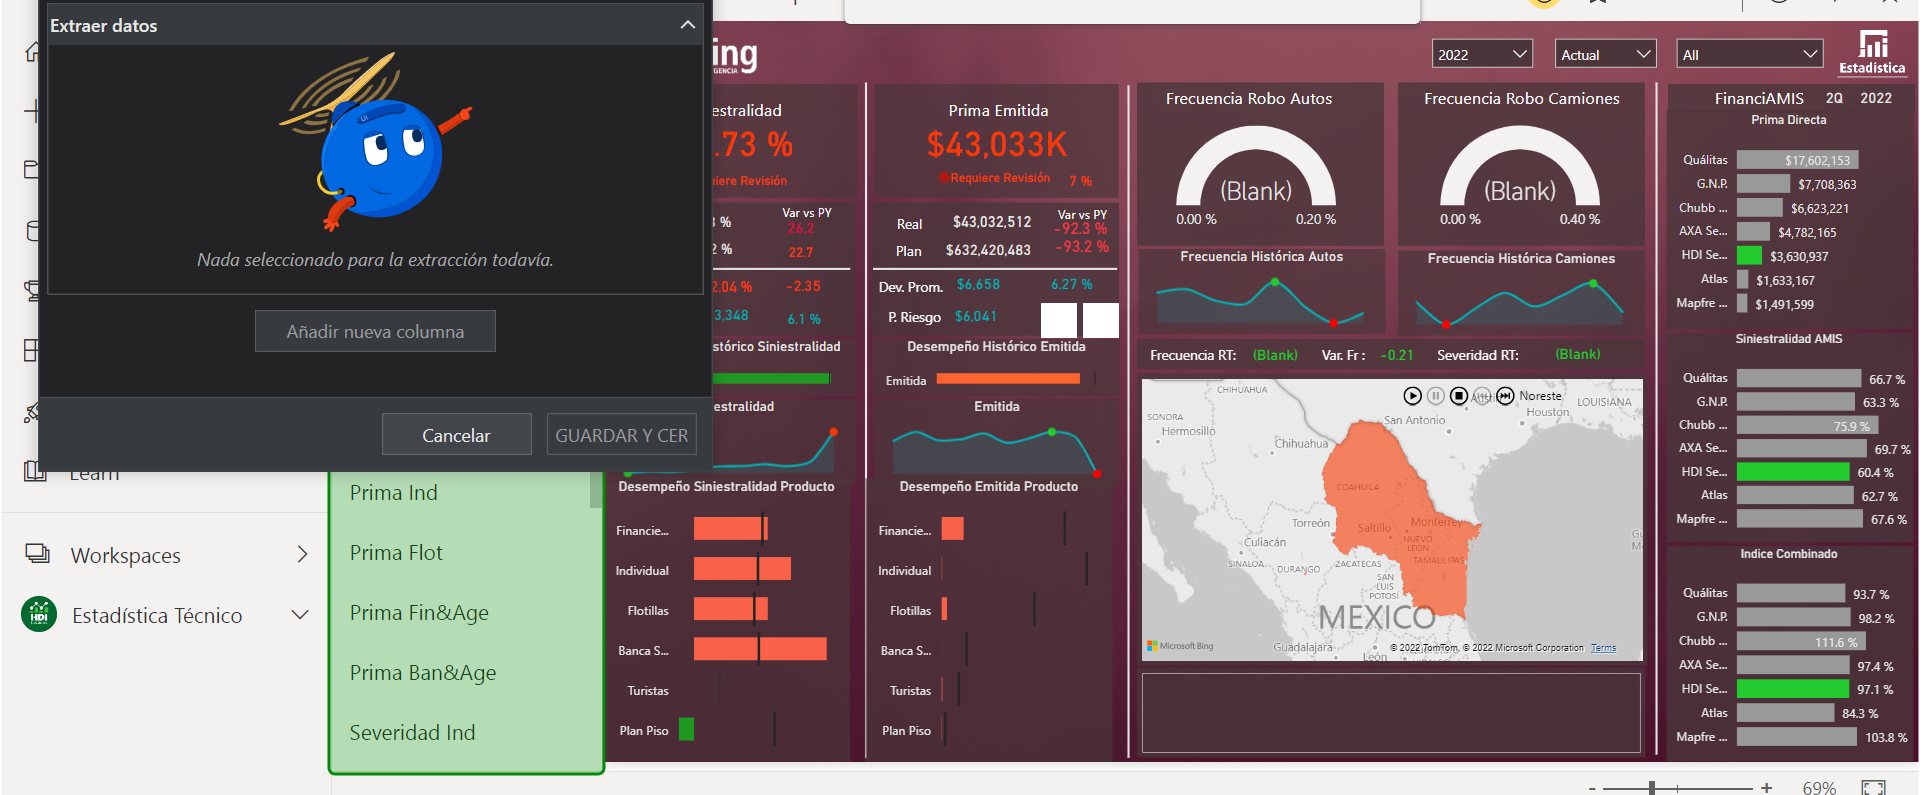 Extraer datos
Nada seleccionado para la extracción todavía.
Añadir nueva columna
Cancelar
GUARDAR Y CER
Learn
Workspaces
Estadística Técnico
HDI
Prima Ind
Prima Flot
Prima Fin&Age
Prima Ban&Age
Severidad Ind
ing
GENCIA
2022
Actual
All
Estadística
estralidad
.73 %
iere Revisión
Var vs PY
26.2
22.7
2.04 %
-2.35
3,348
6.1 %
stórico Siniestralidad
estralidad
Desempeño Siniestralidad Producto
Financie...
Individual
Flotillas
Banca S...
Turistas
Plan Piso
Prima Emitida
$43,033K
Requiere Revisión
7 %
Var vs PY
Real
$43,032,512
-92.3 %
Plan
$632,420,483
-93.2 %
Dev. Prom.
$6,658
6.27 %
P. Riesgo
$6,041
Desempeño Histórico Emitida
Emitida
Emitida
Desempeño Emitida Producto
Financie...
Individual
Flotillas
Banca S...
Turistas
Plan Piso
Frecuencia Robo Autos
(Blank)
0.00 %
0.20 %
Frecuencia Robo Camiones
(Blank)
0.00 %
0.40 %
Frecuencia Histórica Autos
Frecuencia Histórica Camiones
Frecuencia RT:
(Blank)
Var. Fr :
-0.21
Severidad RT:
(Blank)
CHIHUAHUA
Noreste
Austin
LOUISIANA
SONORA
San Antonio
Houston
Hermosillo
Chihuahua
COAHUILA
Torreón
Saltillo
Monterrey
Culiacán
NUEVO
LEÓN
SINALOA
DURANGO
ZACATECAS
TAMAULIPAS
SAN
LUIS
POTOSÍ
MEXICO
Microsoft Bing
Guadalajara
León
© 2022 TomTom, © 2022 Microsoft Corporation
Terms
FinanciAMIS
2Q
2022
Prima Directa
Quálitas
$17,602,153
G.N.P.
$7,708,363
Chubb ...
$6,623,221
AXA Se...
$4,782,165
HDI Se...
$3,630,937
Atlas
$1,633,167
Mapfre ...
$1,491,599
Siniestralidad AMIS
Quálitas
66.7 %
G.N.P.
63.3 %
Chubb ...
75.9 %
AXA Se...
69.7 %
HDI Se...
60.4 %
Atlas
62.7 %
Mapfre ...
67.6 %
Indice Combinado
Quálitas
93.7 %
G.N.P.
98.2 %
Chubb ...
111.6 %
AXA Se...
97.4 %
HDI Se...
97.1 %
Atlas
84.3 %
Mapfre ...
103.8 %
69%